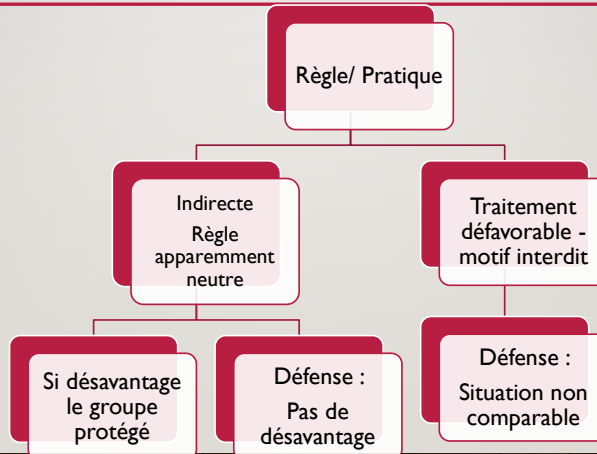 Règle/ Pratique
Indirecte
Règle
apparemment
neutre
Traitement
défavorable -
motif interdit
Si désavantage
le groupe
protégé
Défense :
Pas de
désavantage
Défense :
Situation non
comparable